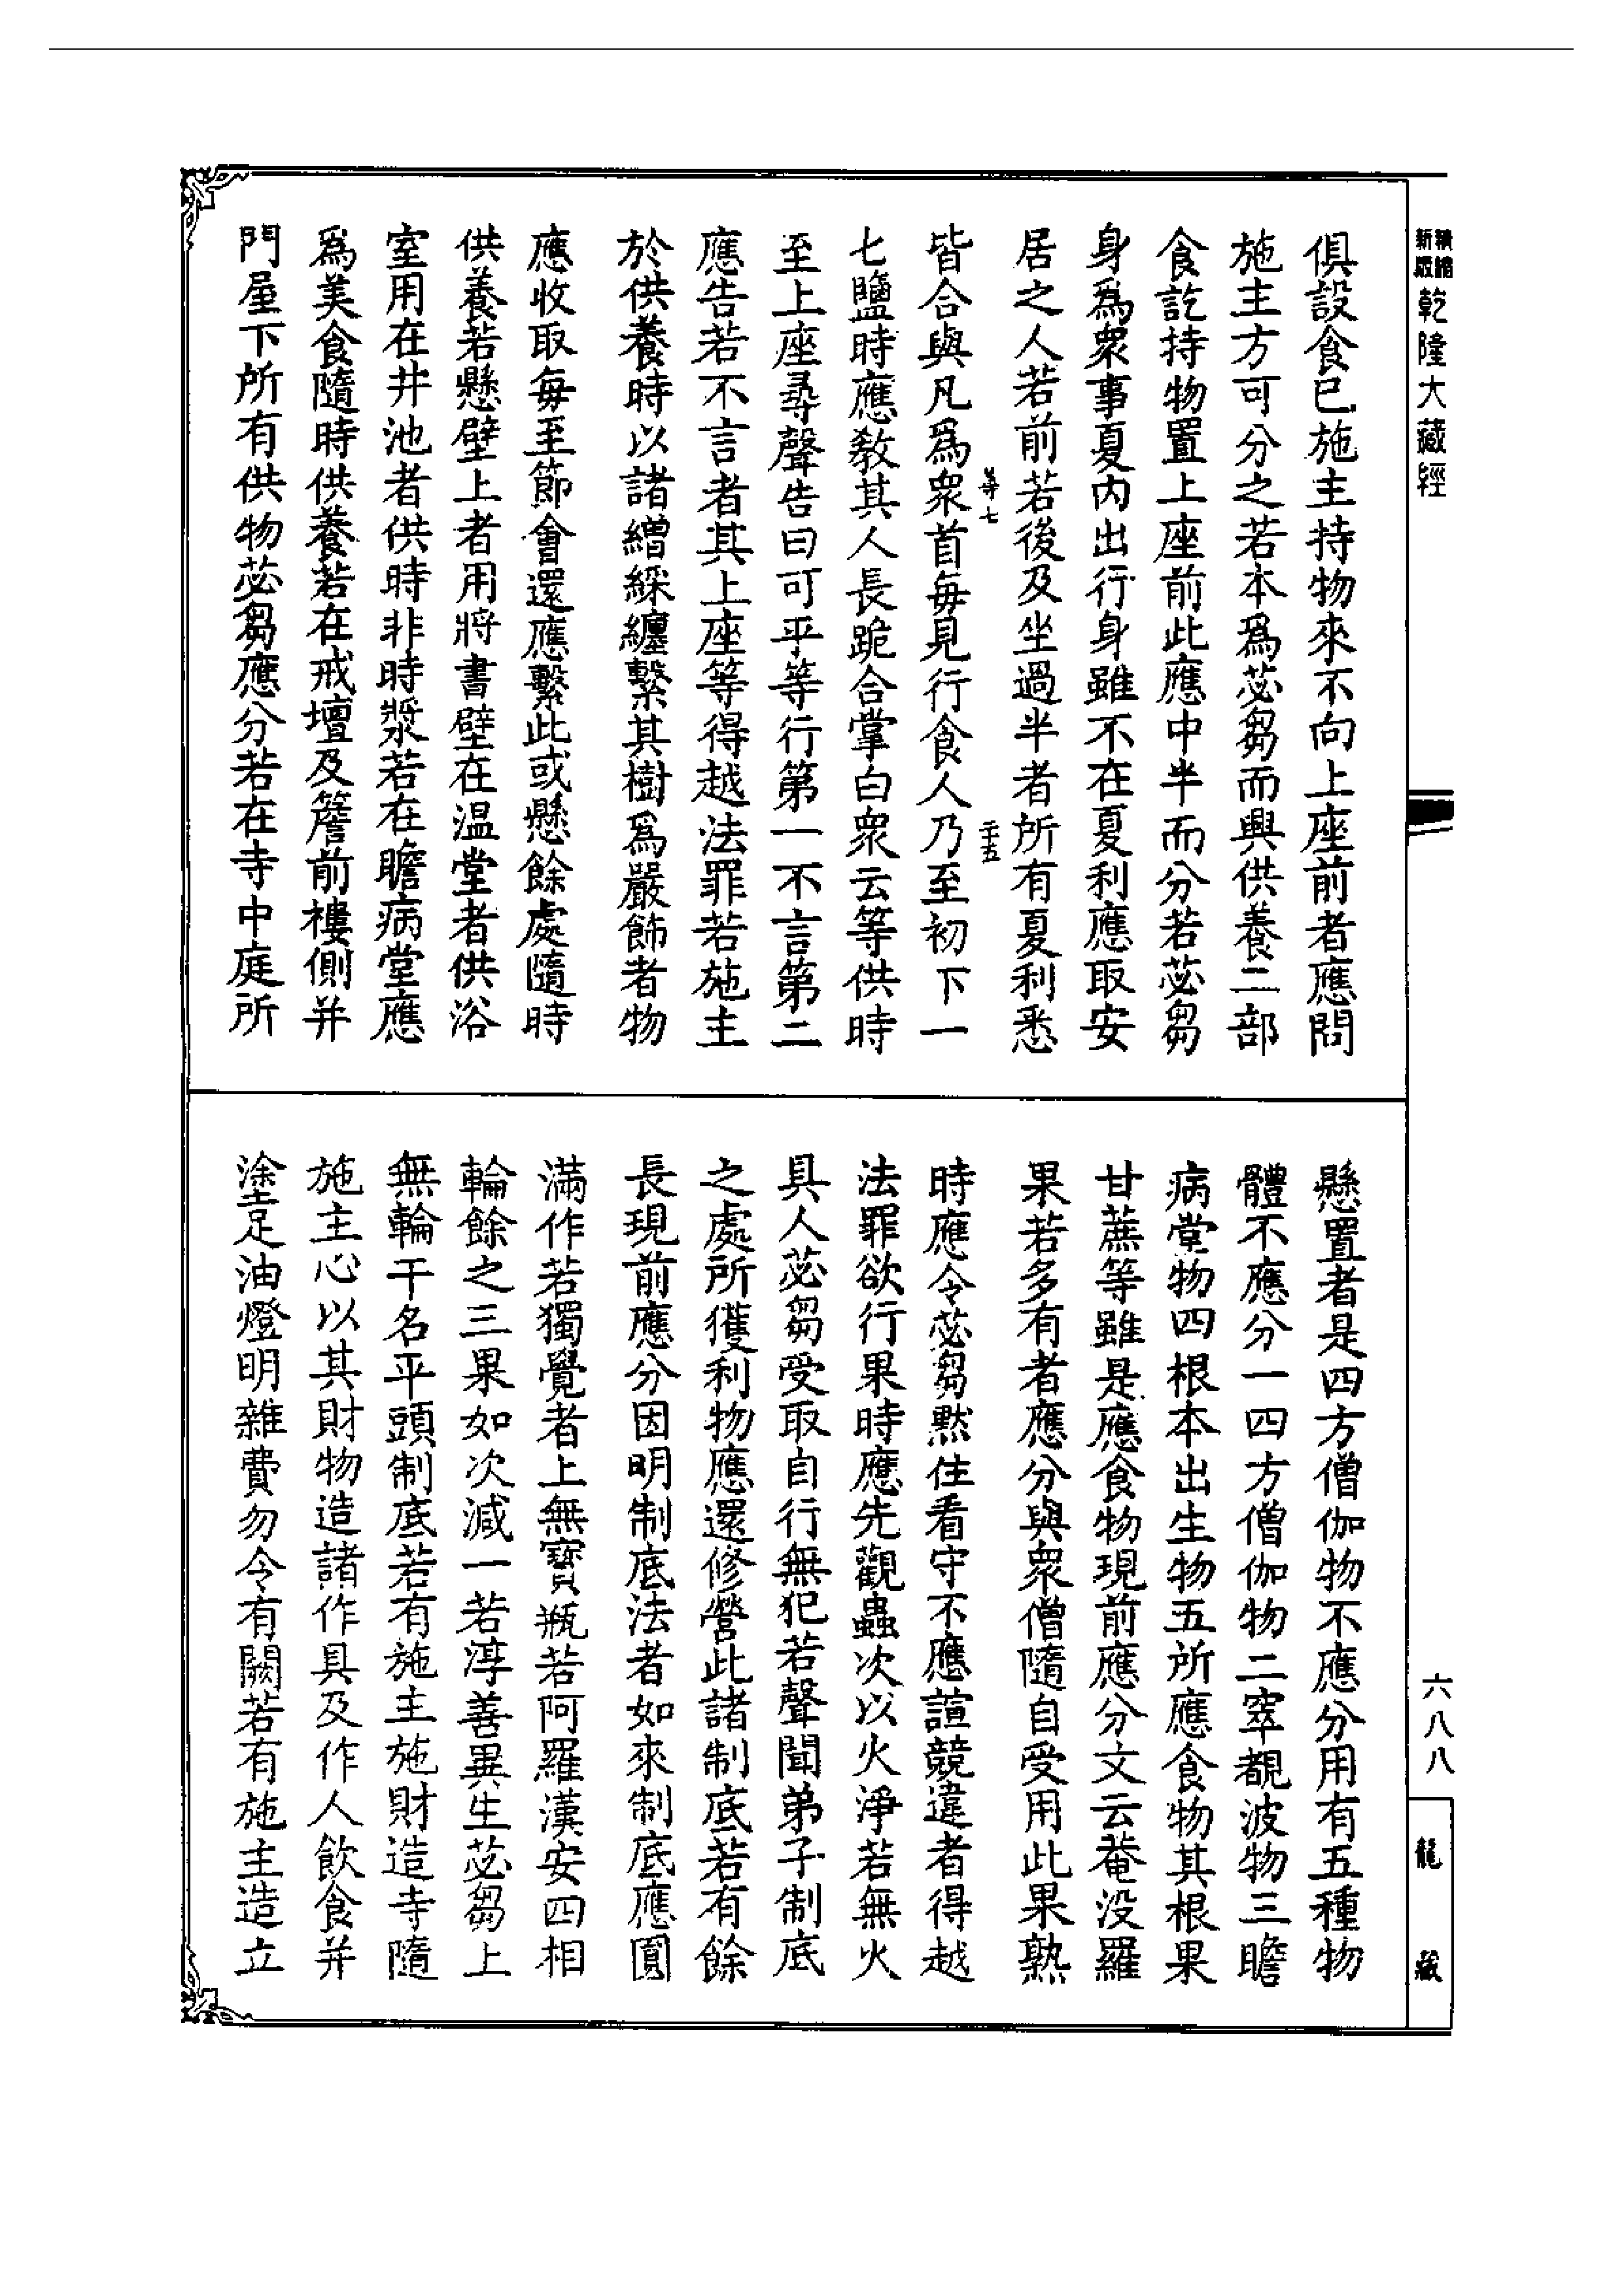 精縮新版乾隆大藏經
俱設食已施主持物來不向上座前者應問
施主方可分之若本爲苾芻而興供養二部
食訖持物置上座前此應中半而分若苾芻
身爲衆事夏內出行身雖不在夏利應取安
居之人若前若後及坐過半者所有夏利悉
等七
二十五
皆合與凡爲衆首每見行食人乃至初下一
七鹽時應教其人長跪合掌白衆云等供時
至上座尋聲告曰可平等行第一不言第二
應告若不言者其上座等得越法罪若施主
於供養時以諸繒綵纏繫其樹爲嚴飾者物
應收取每至節會還應繫此或懸餘處隨時
供養若懸壁上者用將書壁在温堂者供浴
室用在井池者供時非時漿若在瞻病堂應
爲美食隨時供養若在戒壇及簷前樓側并
門屋下所有供物苾芻應分若在寺中庭所
懸置者是四方僧伽物不應分用有五種物
體不應分一四方僧伽物二窣覩波物三瞻
病堂物四根本出生物五所應食物其根果
甘蔗等雖是應食物現前應分文云菴没羅
果若多有者應分與衆僧隨自受用此果熟
時應令苾芻默住看守不應諠競違者得越
法罪欲行果時應先觀蟲次以火淨若無火
具人苾芻受取自行無犯若聲聞弟子制底
之處所獲利物應還修營此諸制底若有餘
長現前應分因明制底法者如來制底應圓
滿作若獨覺者上無寶瓶若阿羅漢安四相
輪餘之三果如次減一若淳善異生苾芻上
無輪干名平頭制底若有施主施財造寺隨
施主心以其財物造諸作具及作人飲食并
塗足油燈明雜費勿令有闕若有施主造立
六八八
龍藏